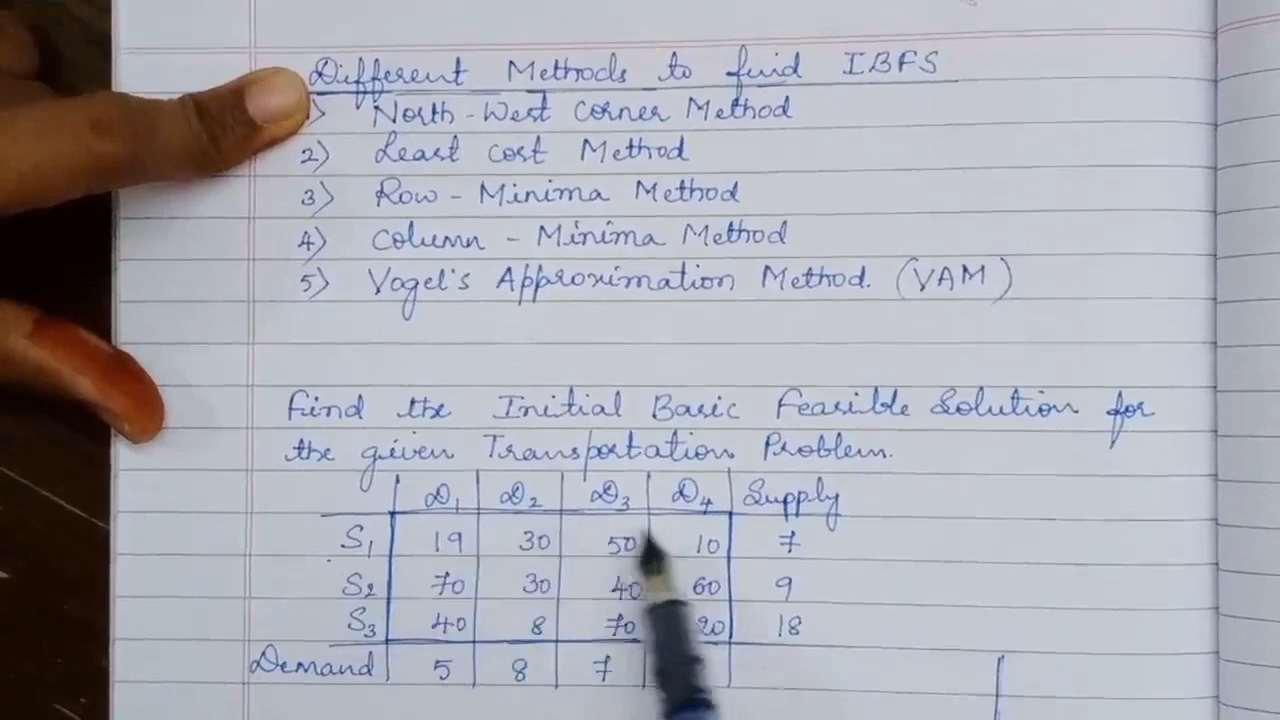 Different Methods to find IBFS
1) North-West Corner Method
2) Least Cost Method
3) Row - Minima Method
4) Column - Minima Method
5) Vogel's Approximation Method. (VAM)
Find the Initial Basic Feasible Solution for
the given Transportation Problem.
D1 D2 D3 D4 Supply
S1 19 30 50 10 7
S2 70 30 40 60 9
S3 40 8 70 20 18
Demand 5 8 7